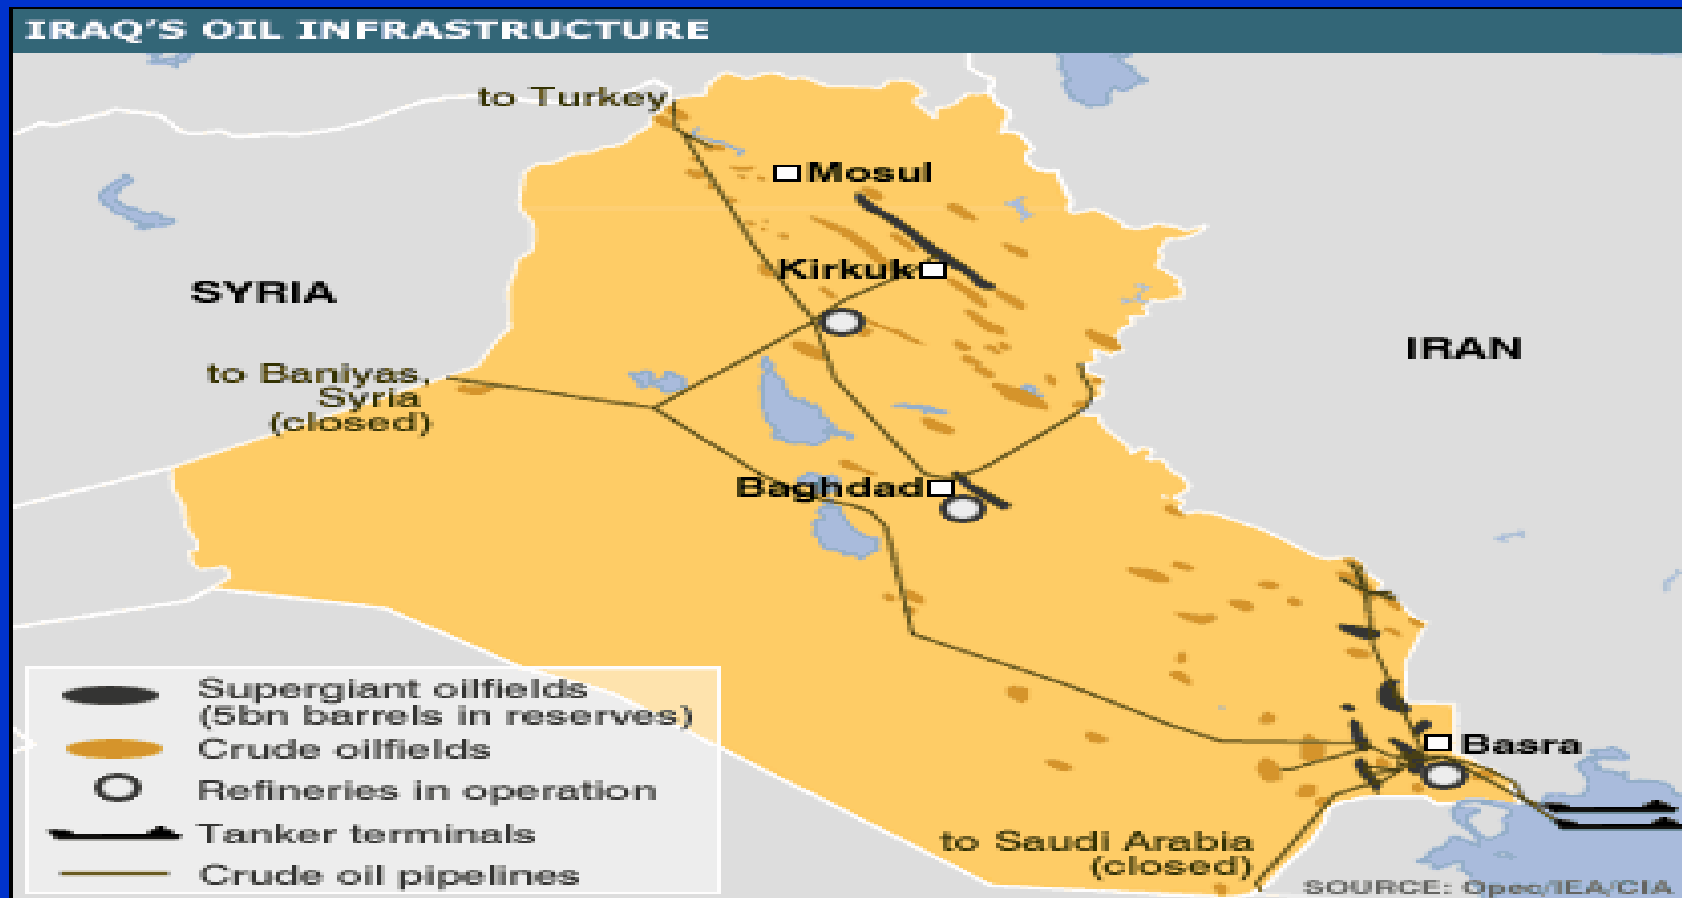 IRAQ'S OIL INFRASTRUCTURE
to Turkey
Mosul
Kirkuk
SYRIA
IRAN
to Baniyas,
Syria
(closed)
Baghdad
Supergiant oilfields
(5bn barrels in reserves)
Crude oilfields
Refineries in operation
Tanker terminals
Crude oil pipelines
Basra
to Saudi Arabia
(closed)
SOURCE: Opec/IEA/CIA